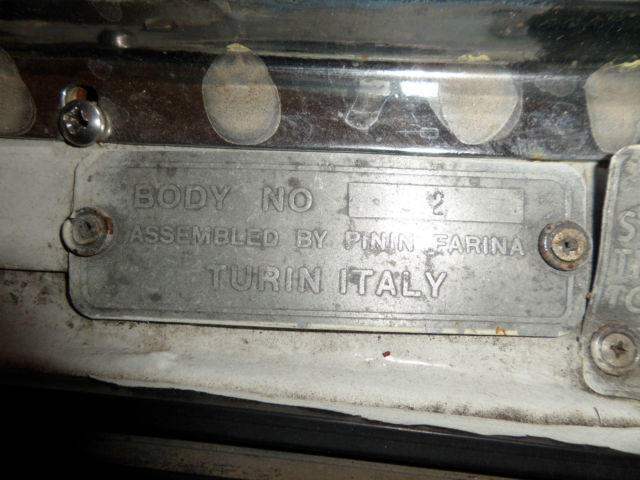 BODY NO 2
ASSEMBLED BY PININ FARINA
TURIN ITALY